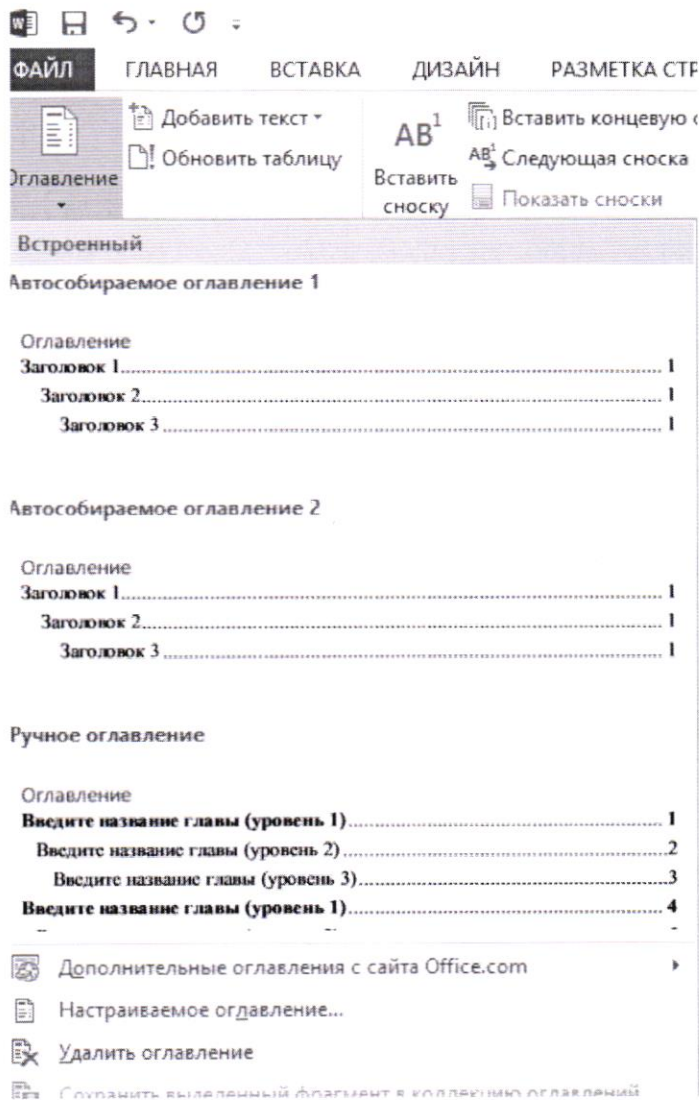 ФАЙЛ ГЛАВНАЯ ВСТАВКА ДИЗАЙН РАЗМЕТКА СТР
Добавить текст
Обновить таблицу
Оглавление
AB¹
Вставить
сноску
Вставить концевую с
Следующая сноска
Показать сноски
Встроенный
Автособираемое оглавление 1
Оглавление
Заголовок 1 1
Заголовок 2 1
Заголовок 3 1
Автособираемое оглавление 2
Оглавление
Заголовок 1 1
Заголовок 2 1
Заголовок 3 1
Ручное оглавление
Оглавление
Введите название главы (уровень 1) 1
Введите название главы (уровень 2) 2
Введите название главы (уровень 3) 3
Введите название главы (уровень 1) 4
Дополнительные оглавления с сайта Office.com
Настраиваемое оглавление...
Удалить оглавление
Сохранить выделенный фрагмент в коллекцию оглавлений